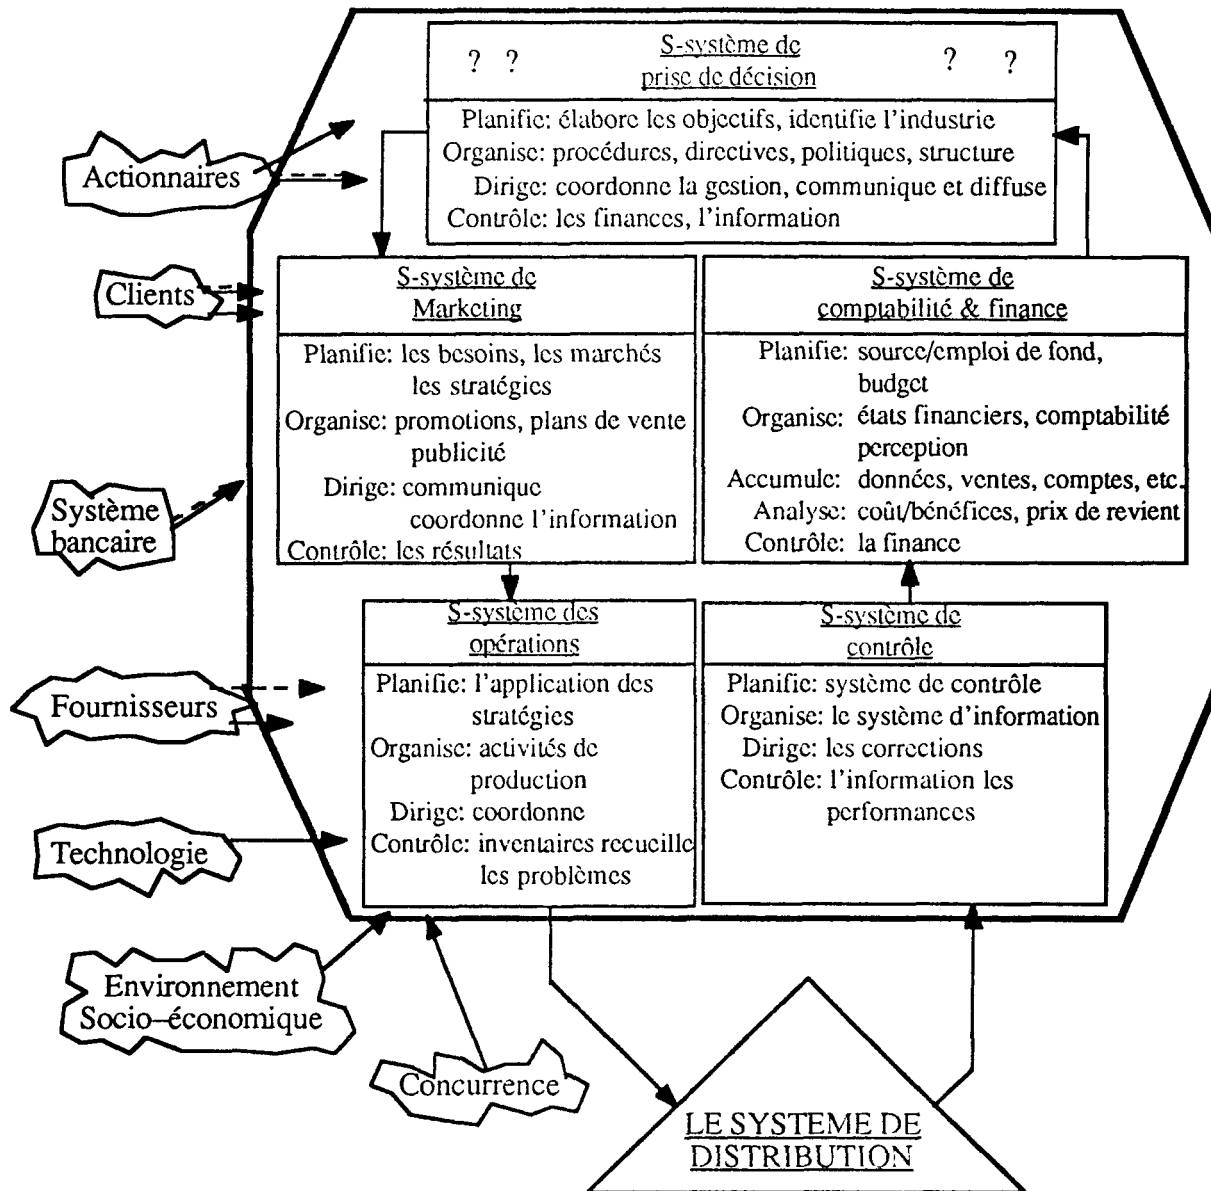 ? ?
S-système de
prise de décision
? ?
Planifie: élabore les objectifs, identifie l'industrie
Organise: procédures, directives, politiques, structure
Dirige: coordonne la gestion, communique et diffuse
Contrôle: les finances, l'information
Actionnaires
Clients
Système
bancaire
Fournisseurs
Technologie
Environnement
Socio–économique
Concurrence
S-système de
Marketing
Planifie: les besoins, les marchés
les stratégies
Organise: promotions, plans de vente
publicité
Dirige: communique
coordonne l'information
Contrôle: les résultats
S-système de
comptabilité & finance
Planifie: source/emploi de fond,
budget
Organise: états financiers, comptabilité
perception
Accumule: données, ventes, comptes, etc.
Analyse: coût/bénéfices, prix de revient
Contrôle: la finance
S-système des
opérations
Planifie: l'application des
stratégies
Organise: activités de
production
Dirige: coordonne
Contrôle: inventaires recueille
les problèmes
S-système de
contrôle
Planifie: système de contrôle
Organise: le système d'information
Dirige: les corrections
Contrôle: l'information les
performances
LE SYSTEME DE
DISTRIBUTION